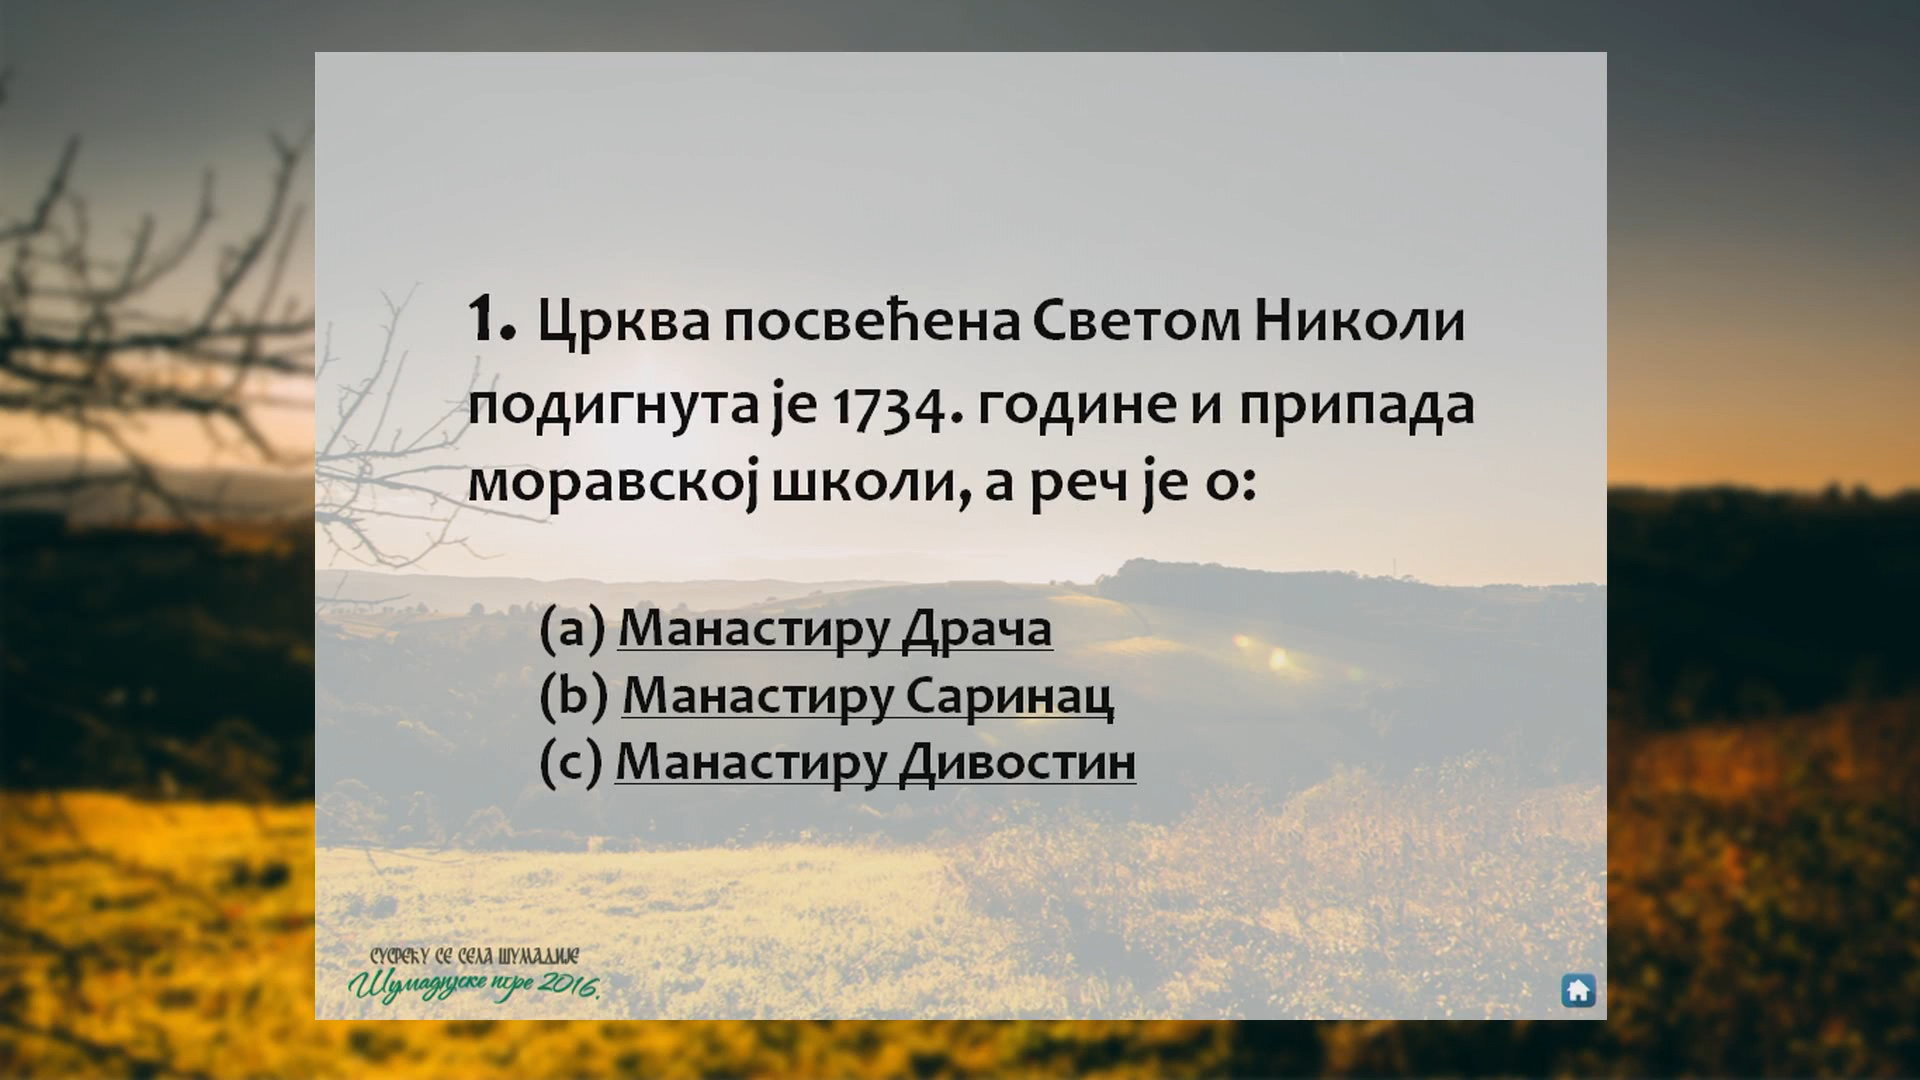 1. Црква посвећена Светом Николи
подигнута је 1734. године и припада
моравској школи, а реч је о:
(a) Манастиру Драча
(b) Манастиру Саринац
(c) Манастиру Дивостин
СУСРЕЋУ СЕ СЕЛА ШУМАДИЈЕ
Шумадијске игре 2016.